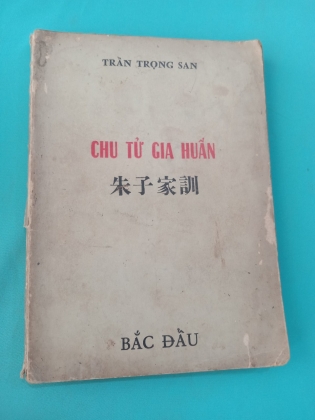 TRẦN TRỌNG SAN
CHU TỬ GIA HUẤN
朱子家訓
BẮC ĐẦU